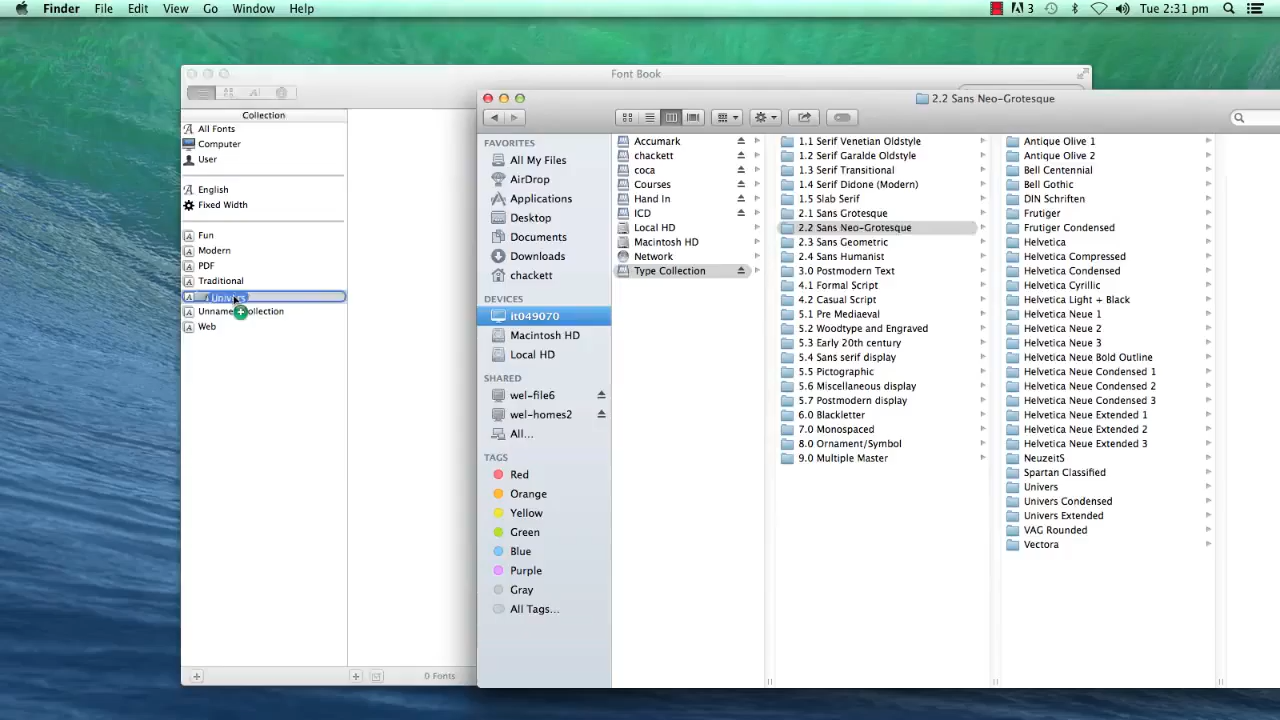 Finder File Edit View Go Window Help 3 Tue 2:31 pm
Font Book
2.2 Sans Neo-Grotesque
Collection
All Fonts
Computer
User
English
Fixed Width
Fun
Modern
PDF
Traditional
Univers
Web
0 Fonts
FAVORITES
All My Files
AirDrop
Applications
Desktop
Documents
Downloads
chackett
DEVICES
it049070
Macintosh HD
Local HD
SHARED
wel-file6
wel-homes2
All...
TAGS
Red
Orange
Yellow
Green
Blue
Purple
Gray
All Tags...
Accumark
chackett
coca
Courses
Hand In
ICD
Local HD
Macintosh HD
Network
Type Collection
1.1 Serif Venetian Oldstyle
1.2 Serif Garalde Oldstyle
1.3 Serif Transitional
1.4 Serif Didone (Modern)
1.5 Slab Serif
2.1 Sans Grotesque
2.2 Sans Neo-Grotesque
2.3 Sans Geometric
2.4 Sans Humanist
3.0 Postmodern Text
4.1 Formal Script
4.2 Casual Script
5.1 Pre Mediaeval
5.2 Woodtype and Engraved
5.3 Early 20th century
5.4 Sans serif display
5.5 Pictographic
5.6 Miscellaneous display
5.7 Postmodern display
6.0 Blackletter
7.0 Monospaced
8.0 Ornament/Symbol
9.0 Multiple Master
Antique Olive 1
Antique Olive 2
Bell Centennial
Bell Gothic
DIN Schriften
Frutiger
Frutiger Condensed
Helvetica
Helvetica Compressed
Helvetica Condensed
Helvetica Cyrillic
Helvetica Light + Black
Helvetica Neue 1
Helvetica Neue 2
Helvetica Neue 3
Helvetica Neue Bold Outline
Helvetica Neue Condensed 1
Helvetica Neue Condensed 2
Helvetica Neue Condensed 3
Helvetica Neue Extended 1
Helvetica Neue Extended 2
Helvetica Neue Extended 3
NeuzeitS
Spartan Classified
Univers
Univers Condensed
Univers Extended
VAG Rounded
Vectora